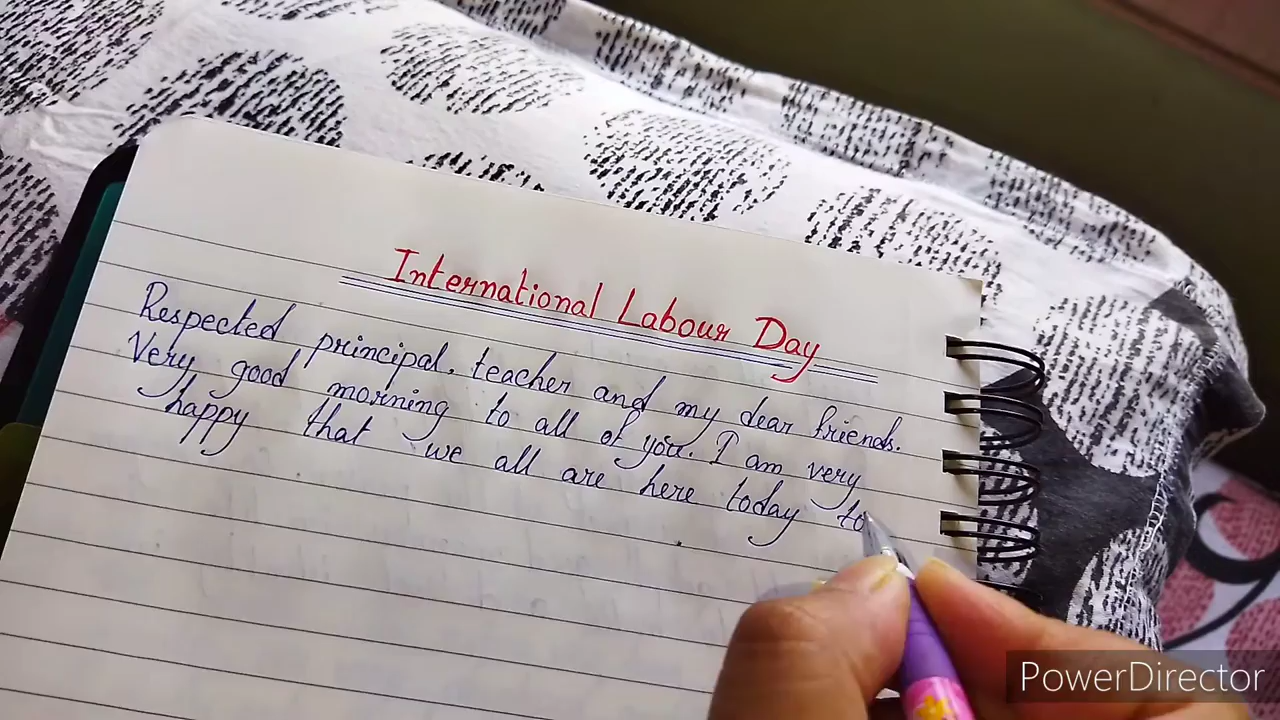 International Labour Day
Respected principal. teacher and my dear friends.
Very good morning to all of you. I am very
happy that we all are here today to
PowerDirector